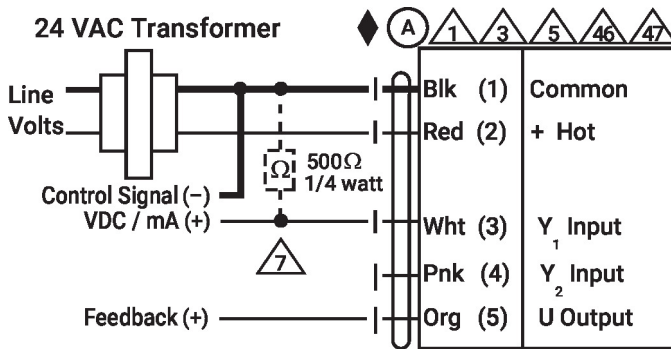 24 VAC Transformer
A 1 3 5 46 47
Line
Volts
Blk (1) Common
Red (2) + Hot
Ω 500Ω
1/4 watt
Control Signal (−)
VDC / mA (+)
7
Wht (3) Y1 Input
Pnk (4) Y2 Input
Feedback (+)
Org (5) U Output